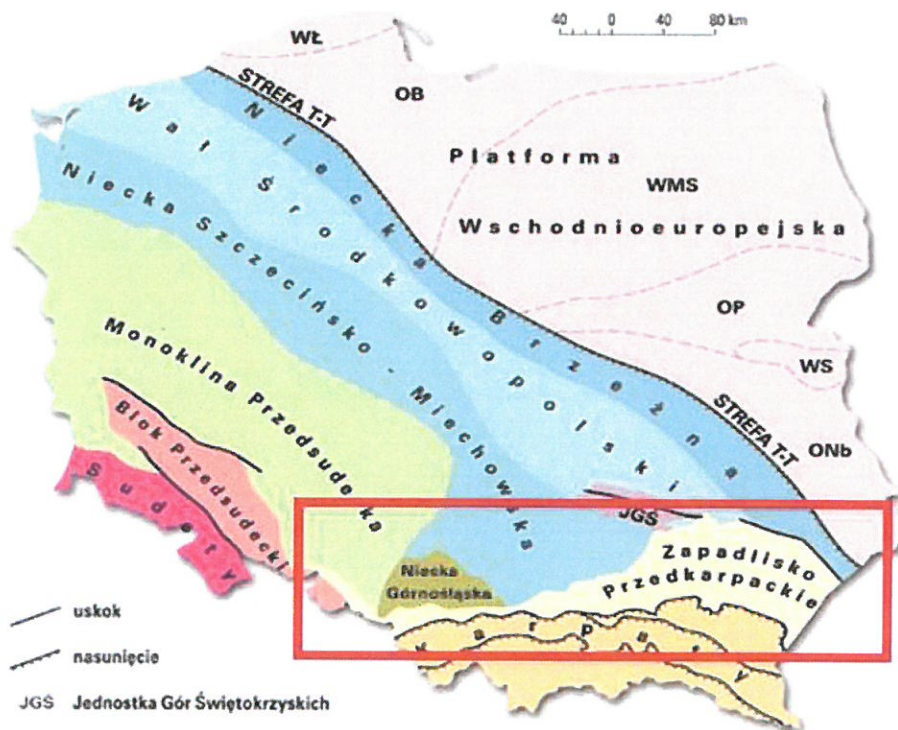 40 0 40 80 km
WŁ
OB
STREFA T-T
Niecka Brzeżna
Wał Środkowopolski
Platforma
WMS
Wschodnioeuropejska
Niecka Szczecińsko - Miechowska
OP
WS
Monoklina Przedsudecka
STREFA T-T
Blok Przedsudecki
ONb
Sudety
JGŚ
Zapadlisko
Przedkarpackie
Niecka
Górnośląska
Karpaty
uskok
nasunięcie
JGŚ Jednostka Gór Świętokrzyskich